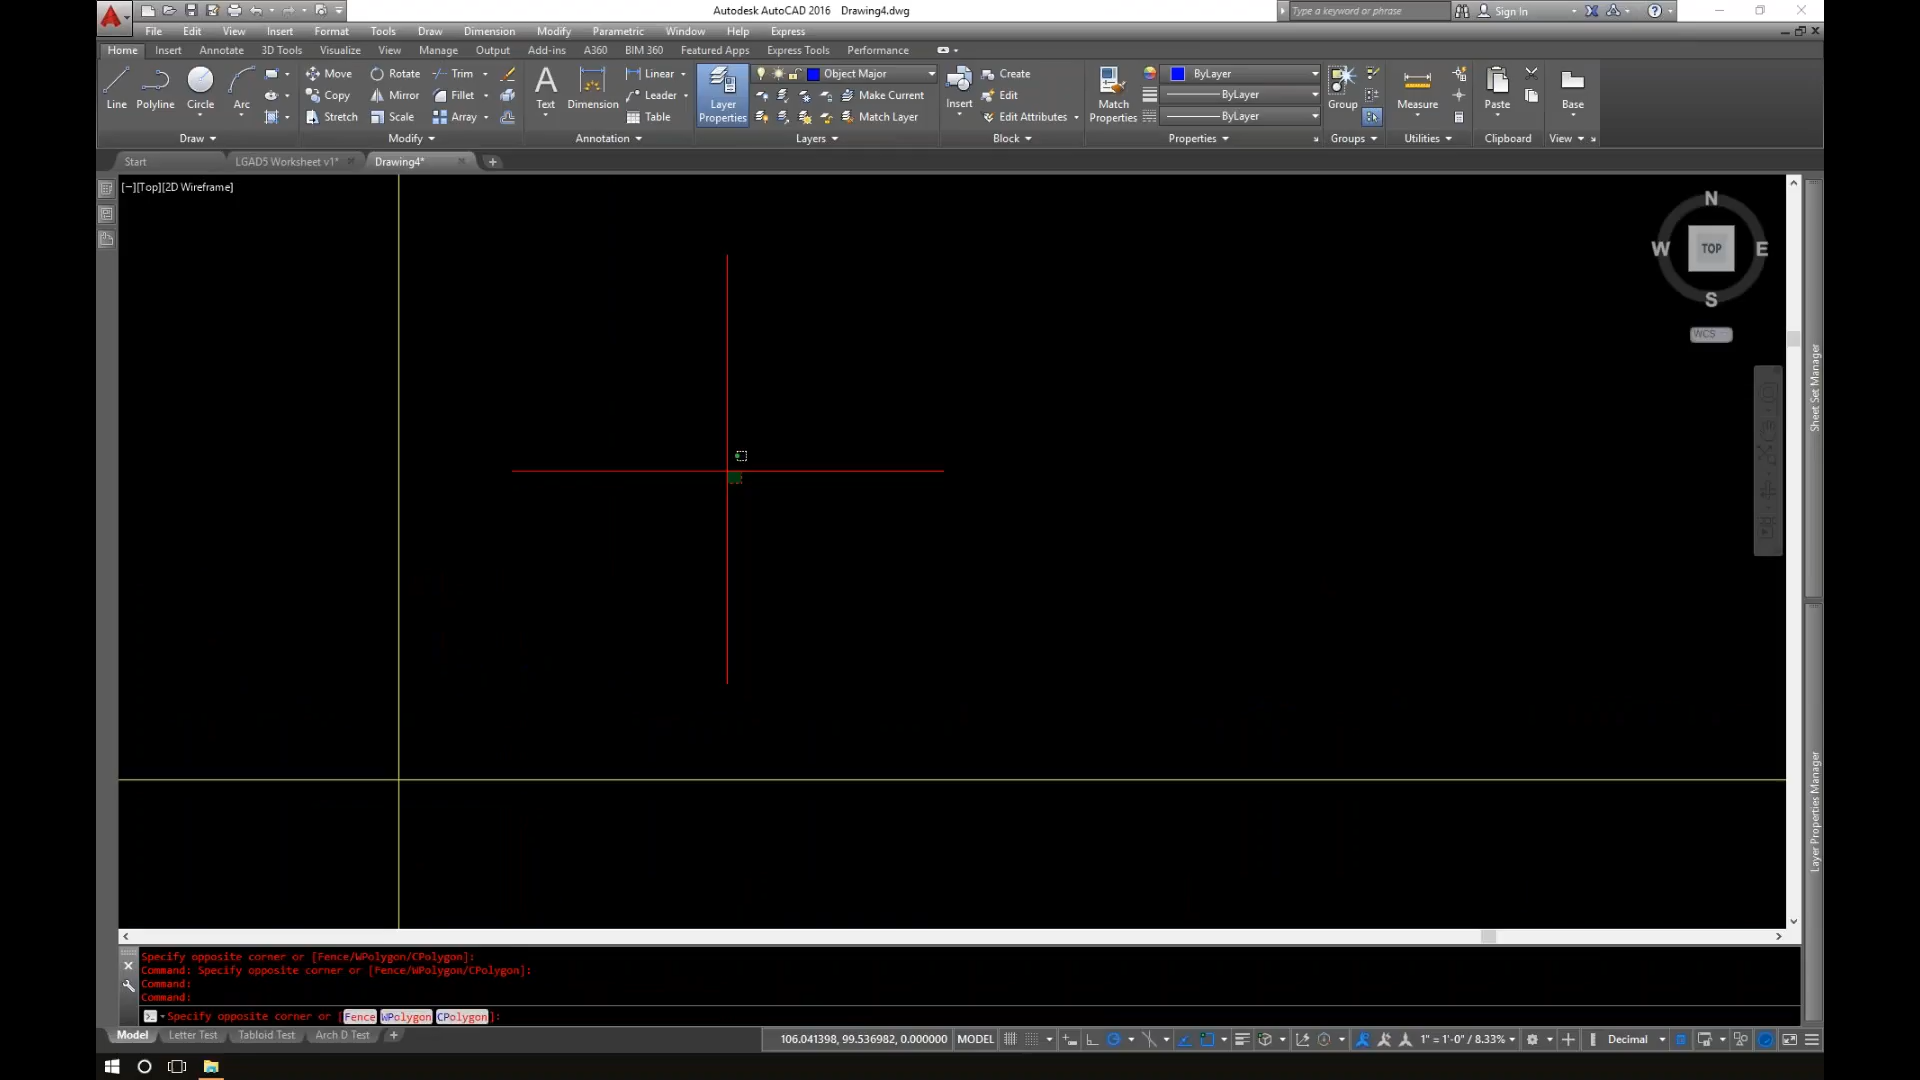 Autodesk AutoCAD 2016 Drawing4.dwg
Type a keyword or phrase
Sign In
File Edit View Insert Format Tools Draw Dimension Modify Parametric Window Help Express
Home Insert Annotate 3D Tools Visualize View Manage Output Add-ins A360 BIM 360 Featured Apps Express Tools Performance
Move Rotate Trim Linear Object Major Create ByLayer
Line Polyline Circle Arc Copy Mirror Fillet Text Dimension Leader Layer Properties Make Current Insert Edit Match Properties ByLayer Group Measure Paste Base
Stretch Scale Array Table Match Layer Edit Attributes ByLayer
Draw Modify Annotation Layers Block Properties Groups Utilities Clipboard View
Start LGAD5 Worksheet v1* Drawing4*
[−][Top][2D Wireframe]
N
W TOP E
S
WCS
Sheet Set Manager
Layer Properties Manager
Specify opposite corner or [Fence/WPolygon/CPolygon]:
Command: Specify opposite corner or [Fence/WPolygon/CPolygon]:
Command:
Command:
Specify opposite corner or [Fence WPolygon CPolygon]:
Model Letter Test Tabloid Test Arch D Test
106.041398, 99.536982, 0.000000 MODEL 1" = 1'-0" / 8.33% Decimal